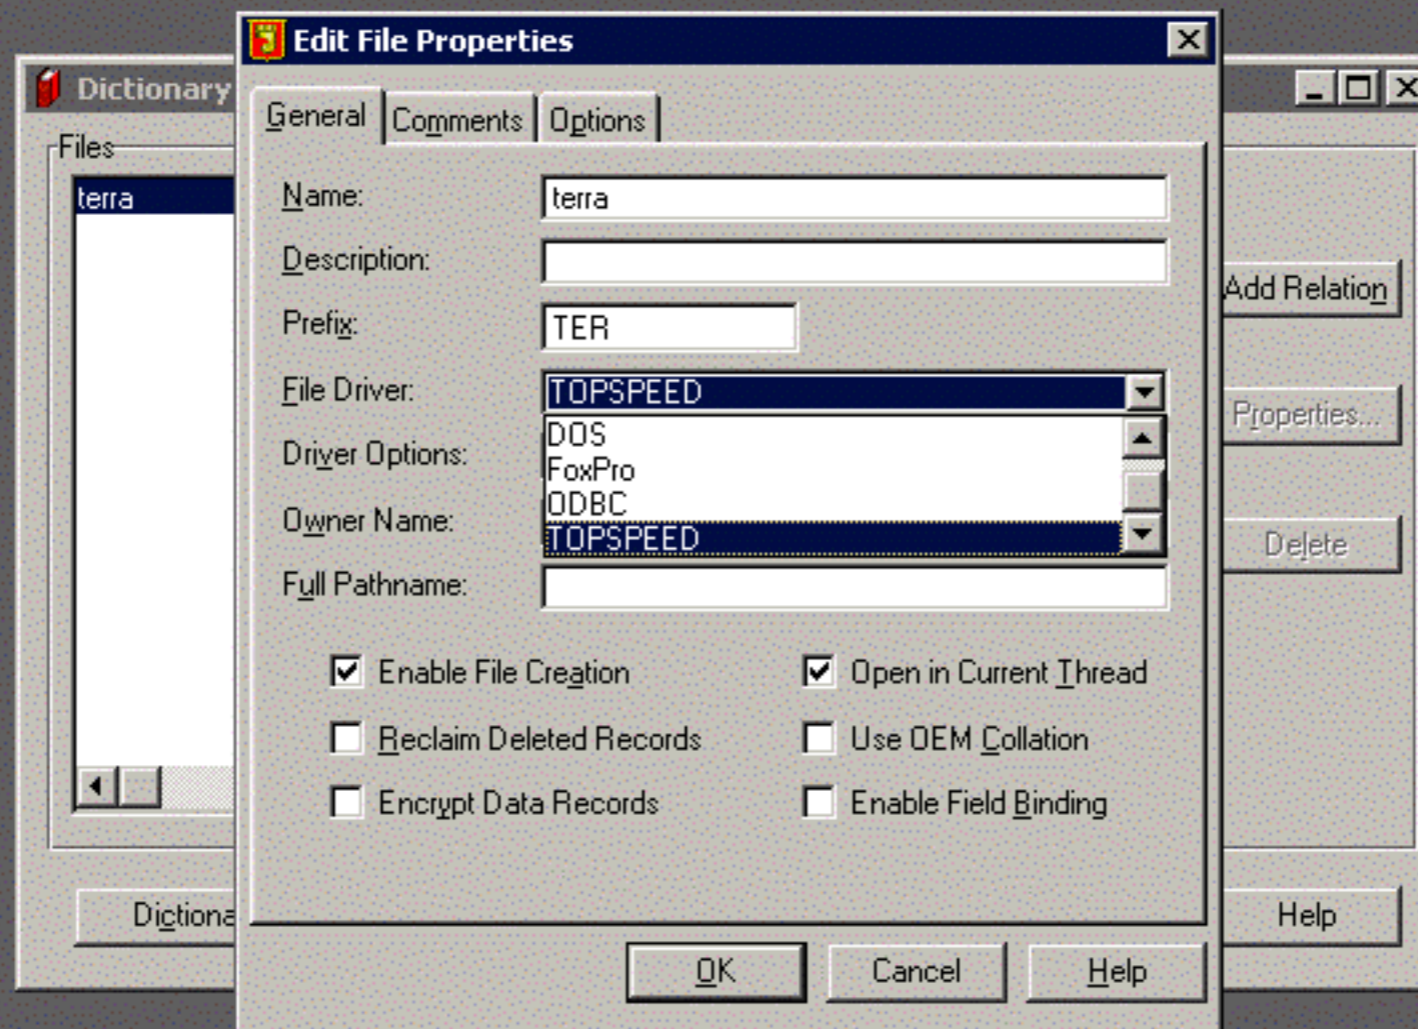 Edit File Properties
Dictionary
General
Comments
Options
Files
terra
Name:
terra
Description:
Prefix:
TER
File Driver:
TOPSPEED
DOS
FoxPro
ODBC
TOPSPEED
Driver Options:
Owner Name:
Full Pathname:
Enable File Creation
Open in Current Thread
Reclaim Deleted Records
Use OEM Collation
Encrypt Data Records
Enable Field Binding
Add Relation
Properties...
Delete
Dictiona
Help
OK
Cancel
Help